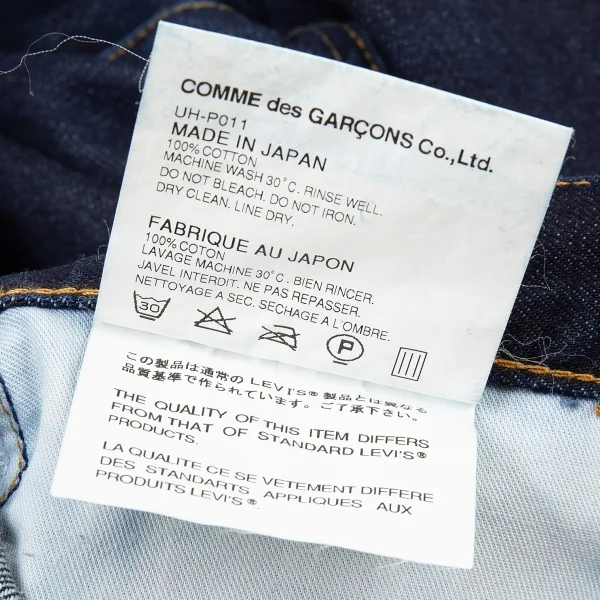 COMME des GARÇONS Co.,Ltd.
UH-P011
MADE IN JAPAN
100% COTTON
MACHINE WASH 30°C. RINSE WELL.
DO NOT BLEACH. DO NOT IRON.
DRY CLEAN. LINE DRY.
FABRIQUE AU JAPON
100% COTON
LAVAGE MACHINE 30°C. BIEN RINCER.
JAVEL INTERDIT. NE PAS REPASSER.
NETTOYAGE A SEC. SECHAGE A L'OMBRE.
30 P
この製品は通常の LEVI'S® 製品とは異なる
品質基準で作られています。ご了承下さい。
THE QUALITY OF THIS ITEM DIFFERS
FROM THAT OF STANDARD LEVI'S®
PRODUCTS.
LA QUALITE CE SE VETEMENT DIFFERE
DES STANDARTS APPLIQUES AUX
PRODUITS LEVI'S®.